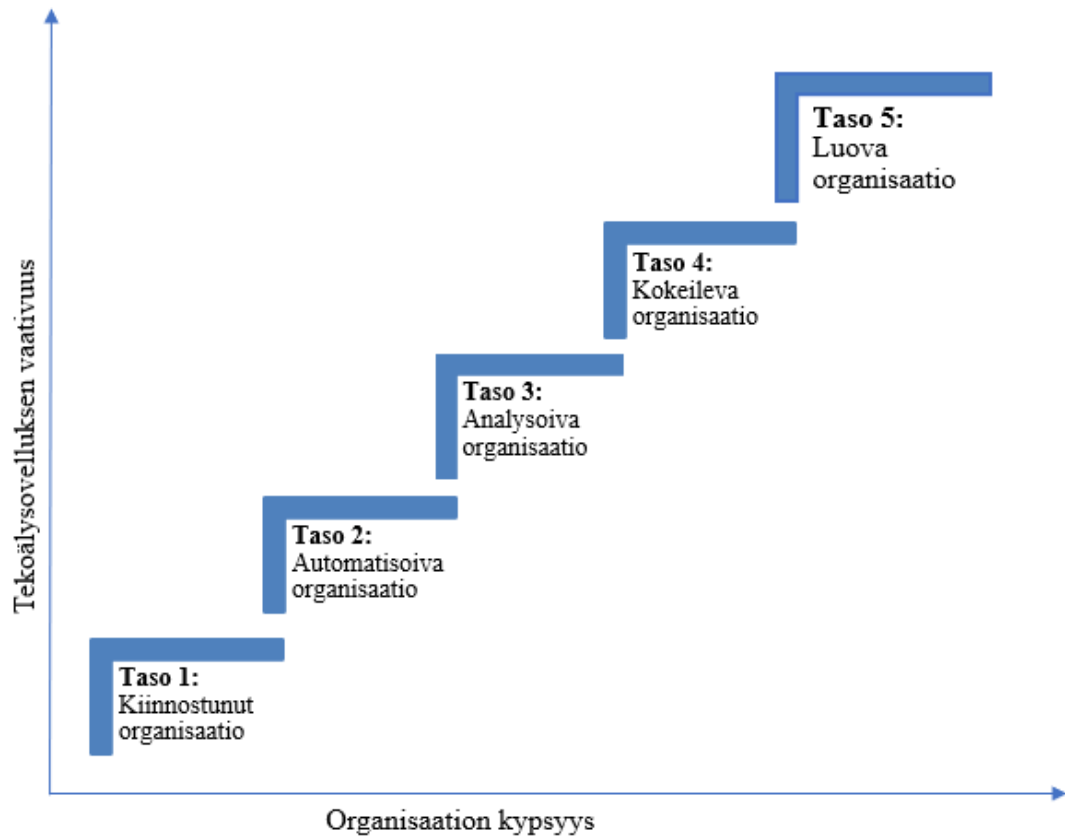 Taso 5:
Luova
organisaatio
Taso 4:
Kokeileva
organisaatio
Taso 3:
Analysoiva
organisaatio
Taso 2:
Automatisoiva
organisaatio
Taso 1:
Kiinnostunut
organisaatio
Tekoälysovelluksen vaativuus
Organisaation kypsyys